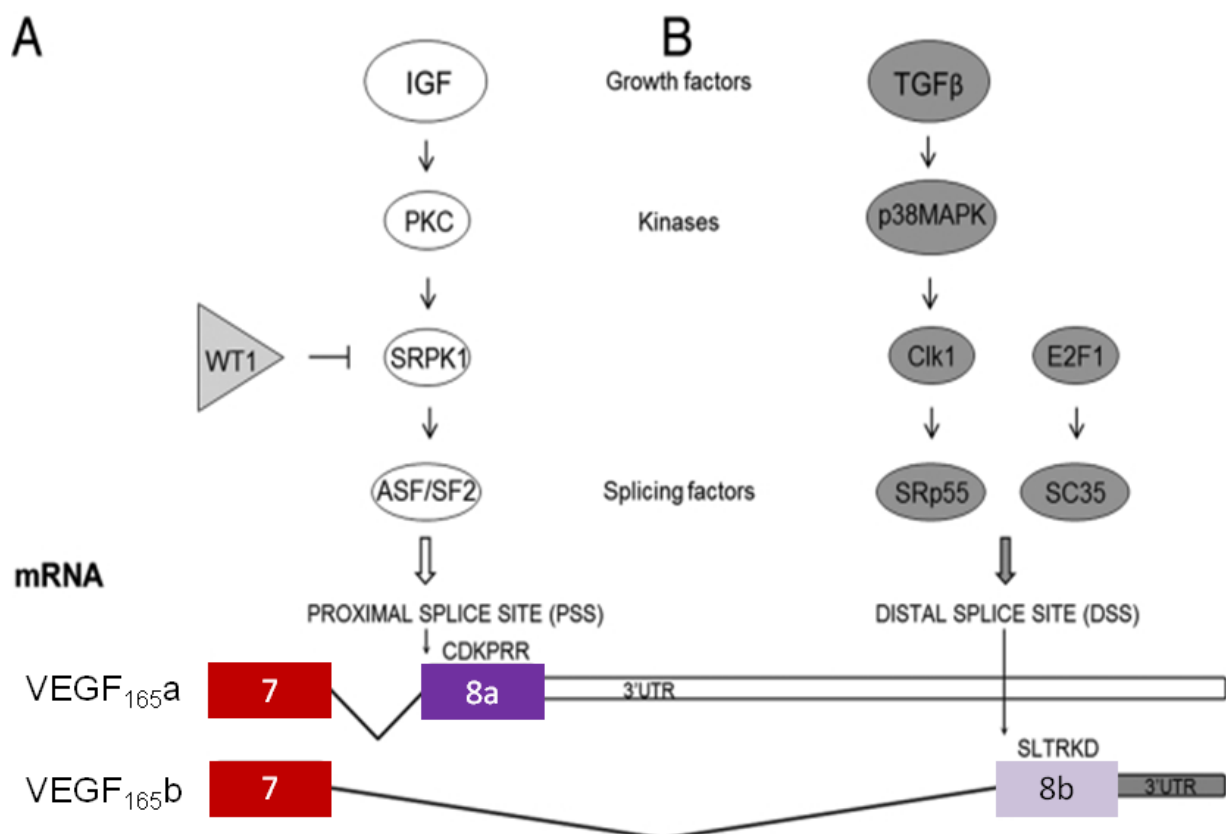 A
B
IGF
Growth factors
TGFβ
PKC
Kinases
p38MAPK
WT1
SRPK1
Clk1
E2F1
ASF/SF2
Splicing factors
SRp55
SC35
mRNA
PROXIMAL SPLICE SITE (PSS)
DISTAL SPLICE SITE (DSS)
CDKPRR
VEGF₁₆₅a
7
8a
3'UTR
SLTRKD
VEGF₁₆₅b
7
8b
3'UTR